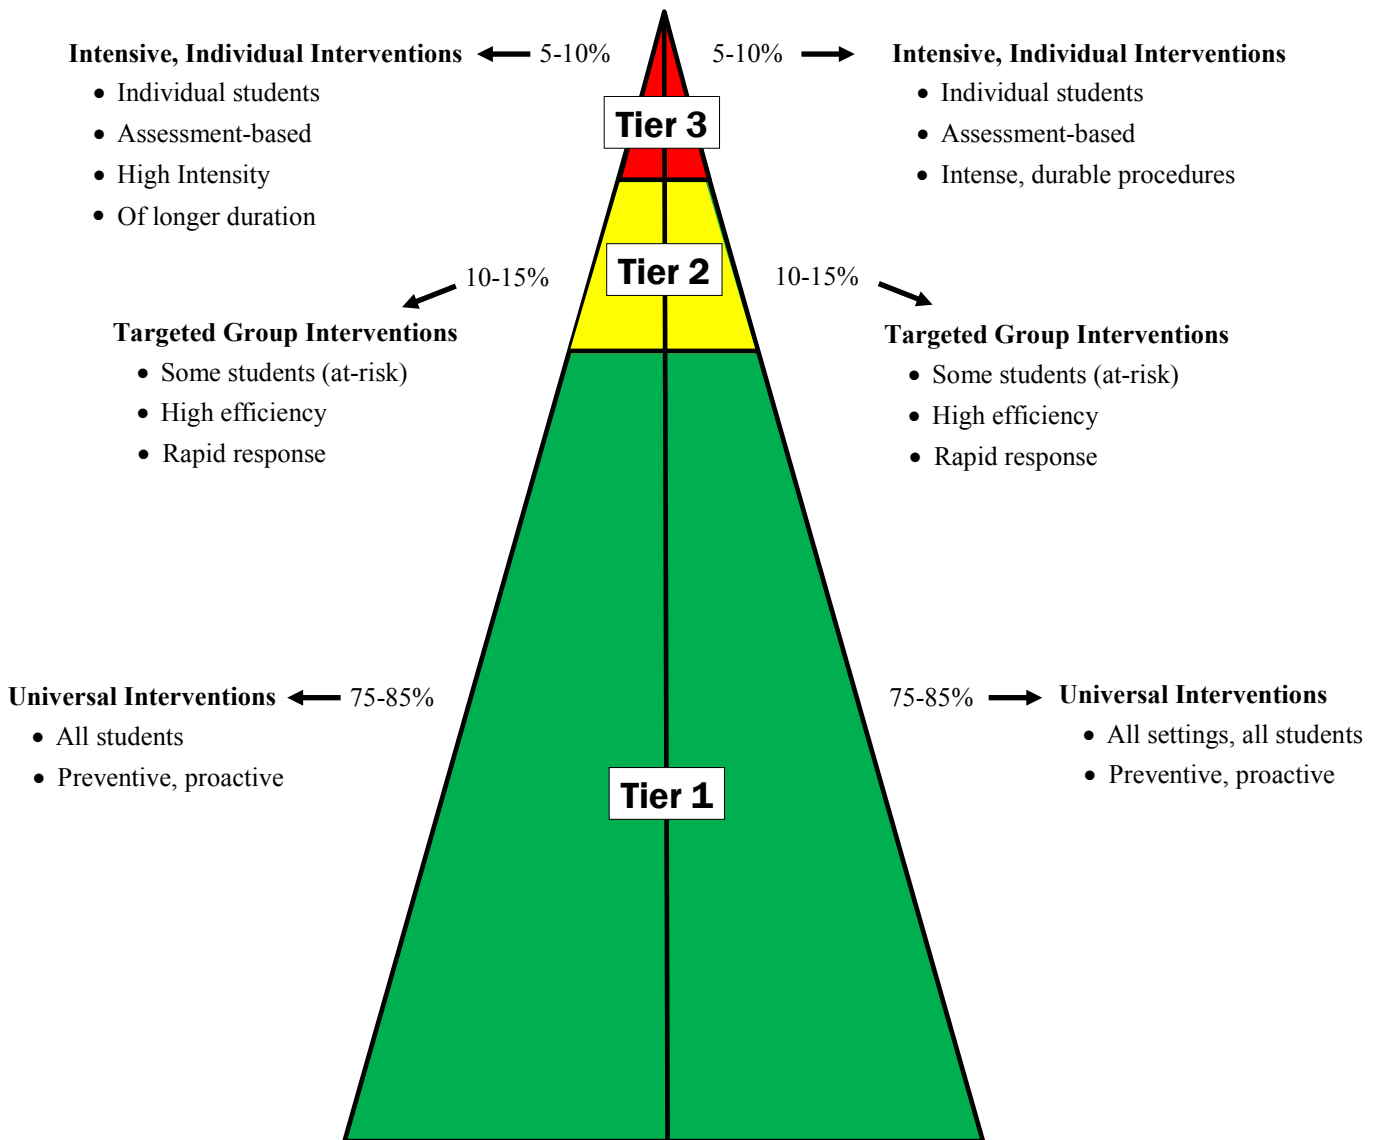 Intensive, Individual Interventions
• Individual students
• Assessment-based
• High Intensity
• Of longer duration
5-10%
5-10%
Intensive, Individual Interventions
• Individual students
• Assessment-based
• Intense, durable procedures
Tier 3
10-15%
Targeted Group Interventions
• Some students (at-risk)
• High efficiency
• Rapid response
Tier 2
10-15%
Targeted Group Interventions
• Some students (at-risk)
• High efficiency
• Rapid response
Universal Interventions
75-85%
• All students
• Preventive, proactive
75-85%
Universal Interventions
• All settings, all students
• Preventive, proactive
Tier 1